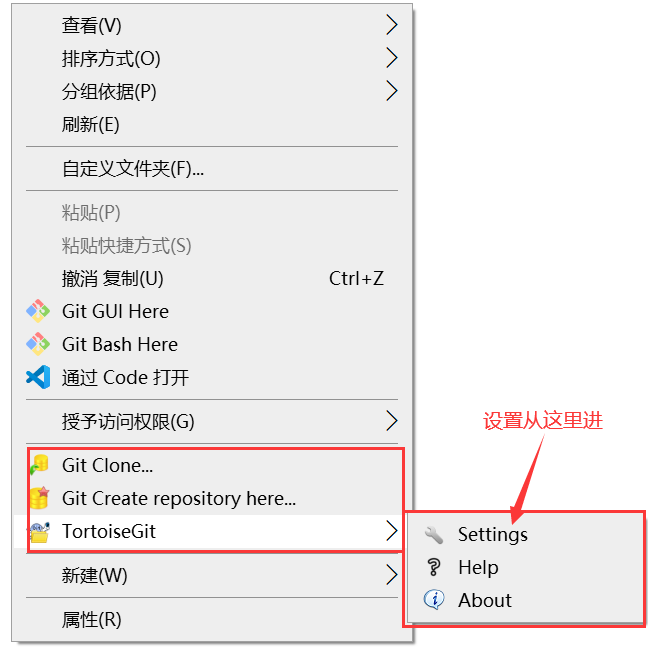 查看(V)
排序方式(O)
分组依据(P)
刷新(E)
自定义文件夹(F)...
粘贴(P)
粘贴快捷方式(S)
撤消 复制(U) Ctrl+Z
Git GUI Here
Git Bash Here
通过 Code 打开
授予访问权限(G)
Git Clone...
Git Create repository here...
TortoiseGit
新建(W)
属性(R)
设置从这里进
Settings
Help
About